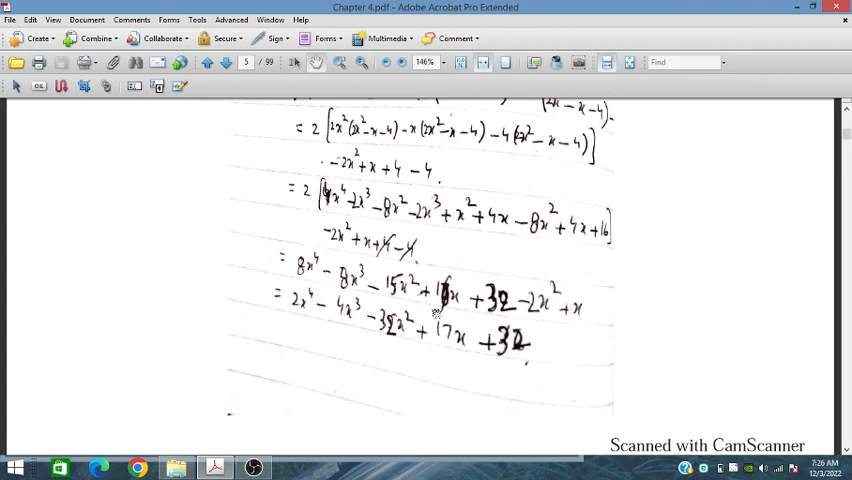 Chapter 4.pdf - Adobe Acrobat Pro Extended
File Edit View Document Comments Forms Tools Advanced Window Help
Create Combine Collaborate Secure Sign Forms Multimedia Comment
5 / 99 146% Find
(2x - x - 4) -
= 2 [2x²(2x² - x - 4) - x(2x² - x - 4) - 4(2x² - x - 4)]
- 2x² + x + 4 - 4.
= 2 [4x⁴ - 2x³ - 8x² - 2x³ + x² + 4x - 8x² + 4x + 16]
- 2x² + x + 4 - 4.
= 8x⁴ - 8x³ - 15x² + x + 32 - 2x² + x
= 2x⁴ - 4x³ - 32x² + 17x + 32
Scanned with CamScanner
7:26 AM
12/3/2022